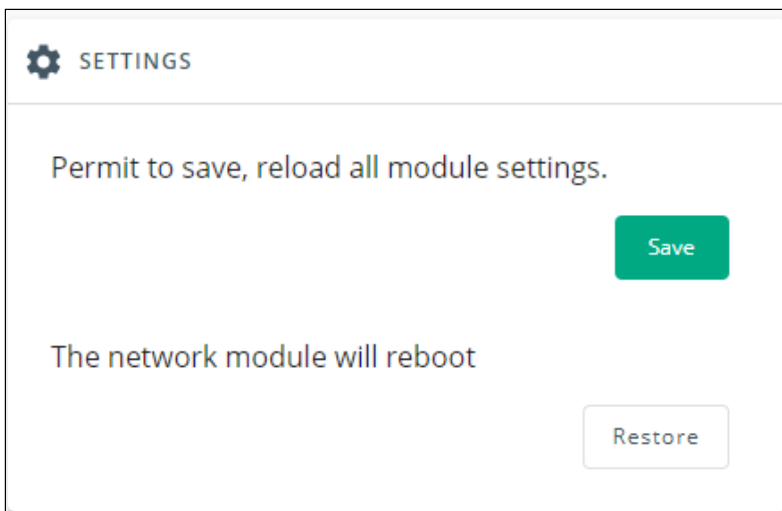 SETTINGS
Permit to save, reload all module settings.
Save
The network module will reboot
Restore